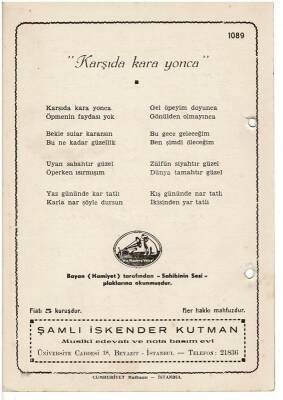 1089
"Karşıda kara yonca"
Karşıda kara yonca
Öpmenin faydası yok
Bekle sular kararsın
Bu ne kadar güzellik
Uyan sabahtır güzel
Öperken ısırmışım
Yaz gününde kar tatlı
Karla nar şöyle dursun
Gel öpeyim doyunca
Gönülden olmayınca
Bu gece geleceğim
Ben şimdi öleceğim
Zülfün siyahtır güzel
Dünya tamahtır güzel
Kış gününde nar tatlı
İkisinden yar tatlı
Bayan (Hamiyet) tarafından - Sahibinin Sesi -
plaklarına okunmuşdur.
Fiatı 5 kuruşdur.
Her hakkı mahfuzdur.
ŞAMLI İSKENDER KUTMAN
Musiki edevatı ve nota basım evi
ÜNİVERSİTE CADDESİ 18, BEYAZIT - İSTANBUL — TELEFON : 21836
CUMHURİYET Matbaası — İSTANBUL